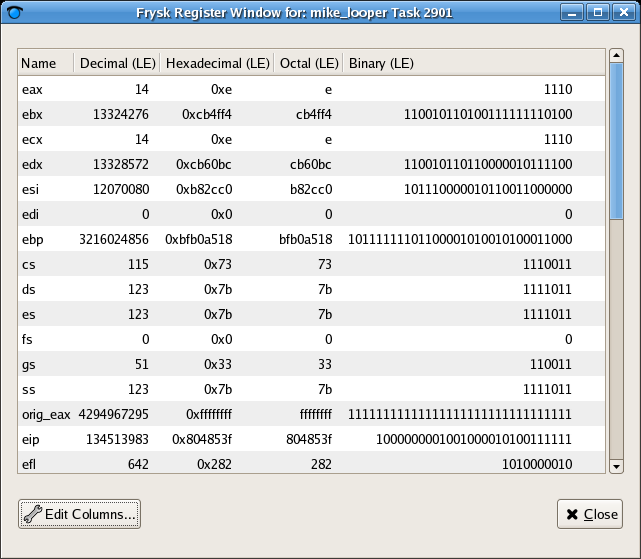 Frysk Register Window for: mike_looper Task 2901
Name Decimal (LE) Hexadecimal (LE) Octal (LE) Binary (LE)
eax 14 0xe e 1110
ebx 13324276 0xcb4ff4 cb4ff4 110010110100111111110100
ecx 14 0xe e 1110
edx 13328572 0xcb60bc cb60bc 110010110110000010111100
esi 12070080 0xb82cc0 b82cc0 101110000010110011000000
edi 0 0x0 0 0
ebp 3216024856 0xbfb0a518 bfb0a518 10111111101100001010010100011000
cs 115 0x73 73 1110011
ds 123 0x7b 7b 1111011
es 123 0x7b 7b 1111011
fs 0 0x0 0 0
gs 51 0x33 33 110011
ss 123 0x7b 7b 1111011
orig_eax 4294967295 0xffffffff ffffffff 11111111111111111111111111111111
eip 134513983 0x804853f 804853f 1000000001001000010100111111
efl 642 0x282 282 1010000010
Edit Columns... Close